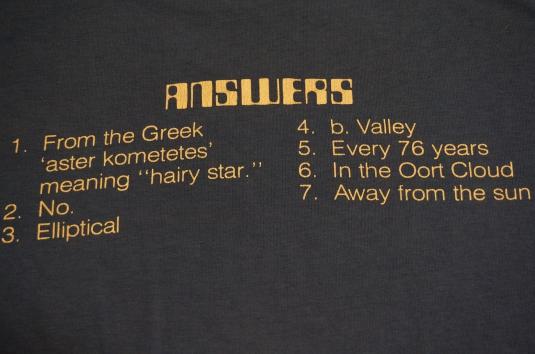 ANSWERS
1. From the Greek
'aster kometetes'
meaning "hairy star."
2. No.
3. Elliptical
4. b. Valley
5. Every 76 years
6. In the Oort Cloud
7. Away from the sun